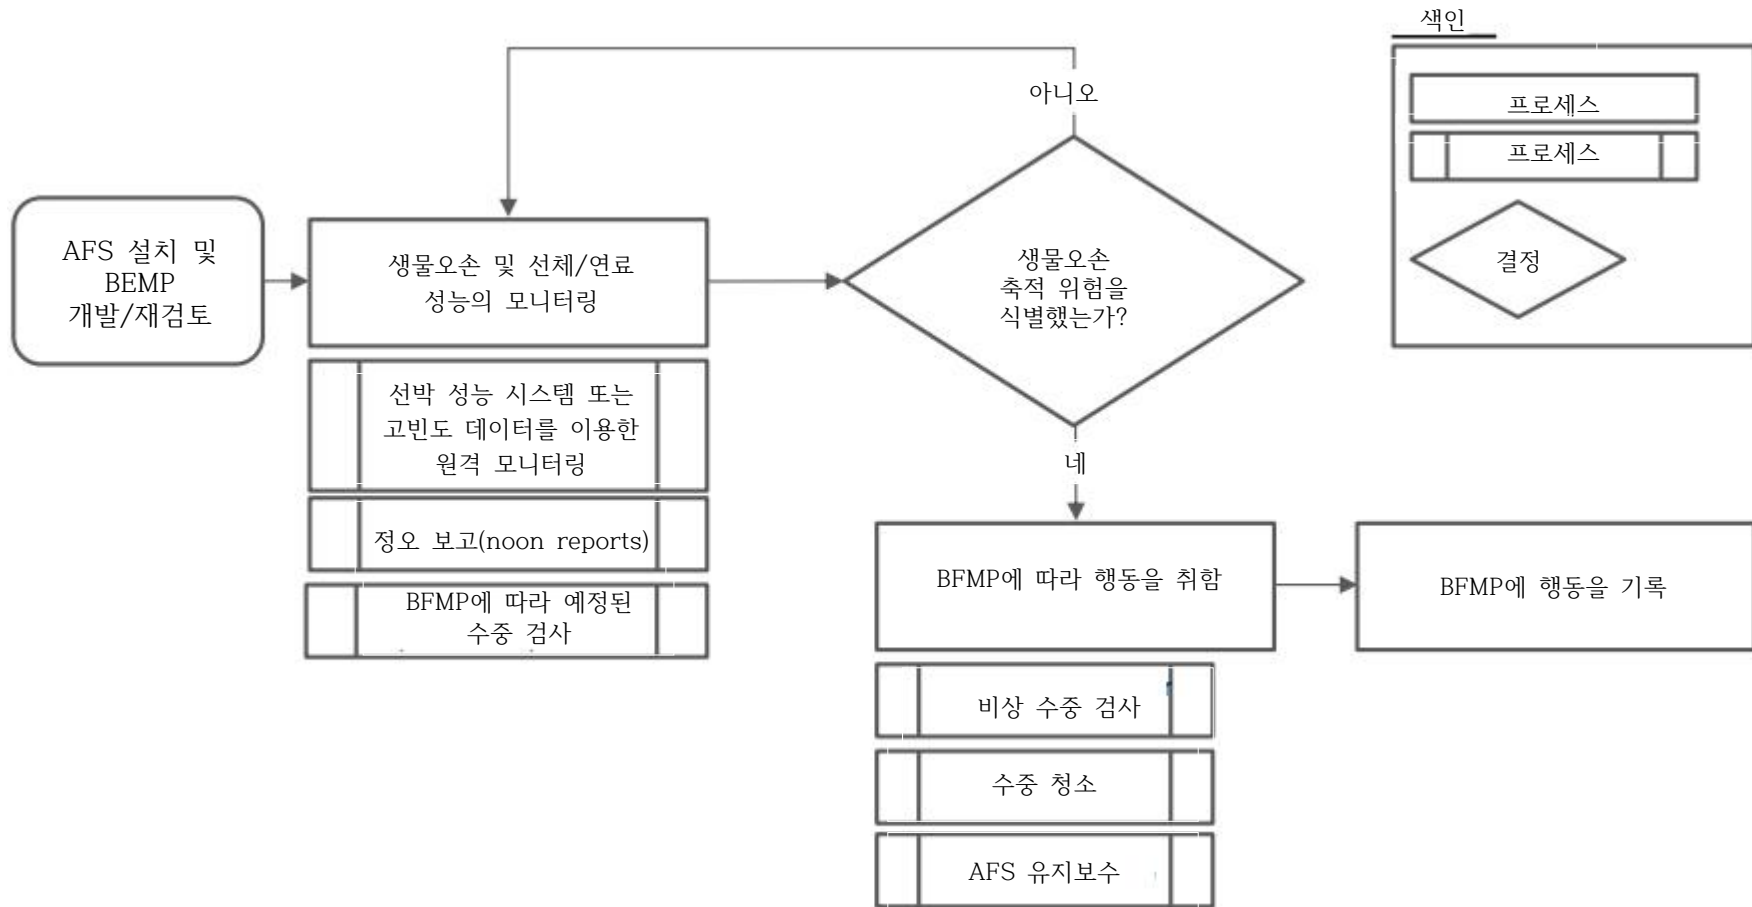 색인
프로세스
프로세스
결정
아니오
AFS 설치 및
BEMP
개발/재검토
생물오손 및 선체/연료
성능의 모니터링
생물오손
축적 위험을
식별했는가?
선박 성능 시스템 또는
고빈도 데이터를 이용한
원격 모니터링
정오 보고(noon reports)
BFMP에 따라 예정된
수중 검사
네
BFMP에 따라 행동을 취함
BFMP에 행동을 기록
비상 수중 검사
수중 청소
AFS 유지보수